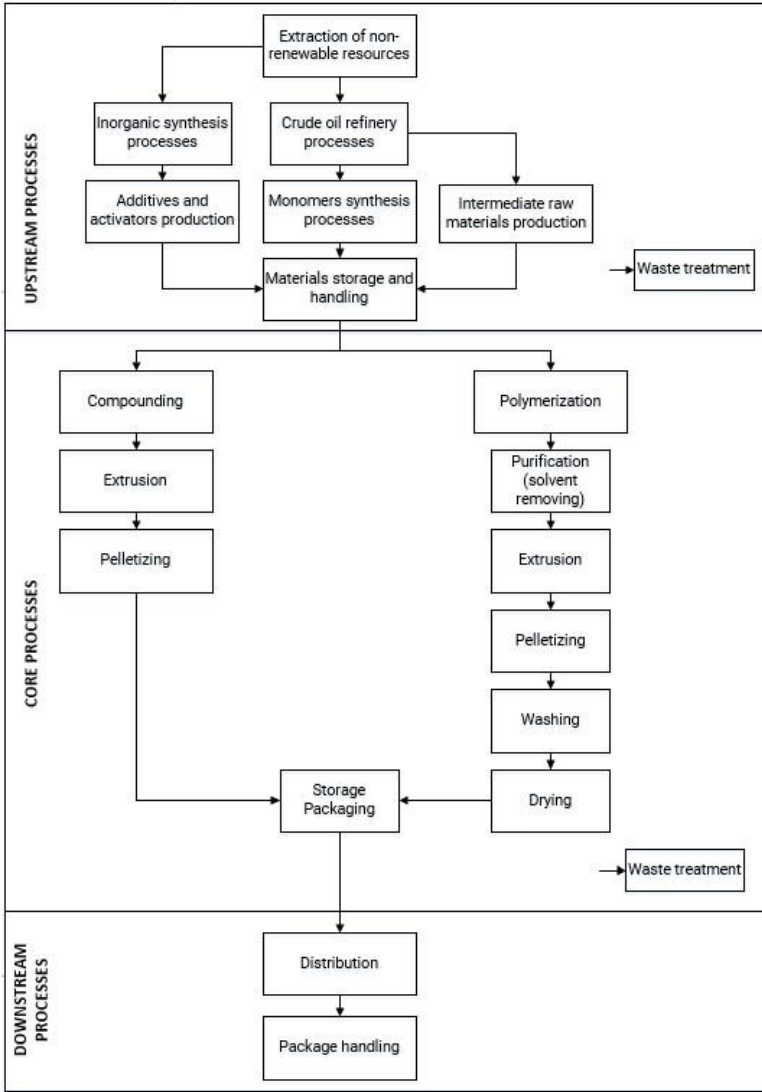 Extraction of non-
renewable resources
Inorganic synthesis
processes
Crude oil refinery
processes
Additives and
activators production
Monomers synthesis
processes
Intermediate raw
materials production
UPSTREAM PROCESSES
Waste treatment
Materials storage and
handling
Compounding
Polymerization
Extrusion
Purification
(solvent
removing)
Pelletizing
Extrusion
CORE PROCESSES
Pelletizing
Washing
Storage
Packaging
Drying
Waste treatment
DOWNSTREAM
PROCESSES
Distribution
Package handling